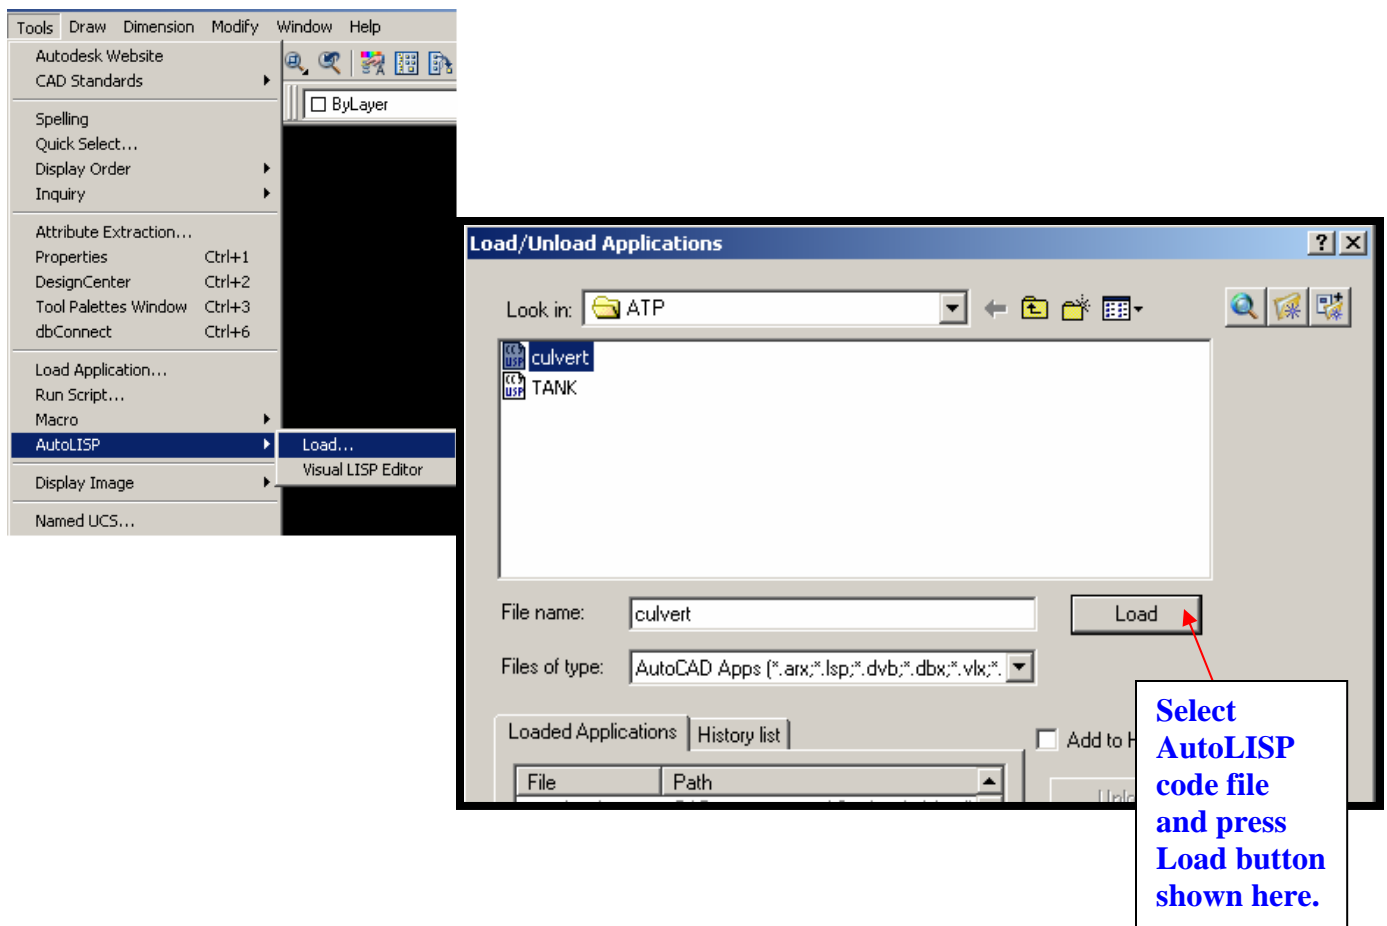 Tools Draw Dimension Modify Window Help
Autodesk Website
CAD Standards
ByLayer
Spelling
Quick Select...
Display Order
Inquiry
Attribute Extraction...
Properties Ctrl+1
DesignCenter Ctrl+2
Tool Palettes Window Ctrl+3
dbConnect Ctrl+6
Load Application...
Run Script...
Macro
AutoLISP
Load...
Visual LISP Editor
Display Image
Named UCS...
Load/Unload Applications
Look in: ATP
culvert
TANK
File name: culvert Load
Files of type: AutoCAD Apps (*.arx;*.lsp;*.dvb;*.dbx;*.vlx;*.
Loaded Applications History list
Add to H
File Path
Select
AutoLISP
code file
and press
Load button
shown here.